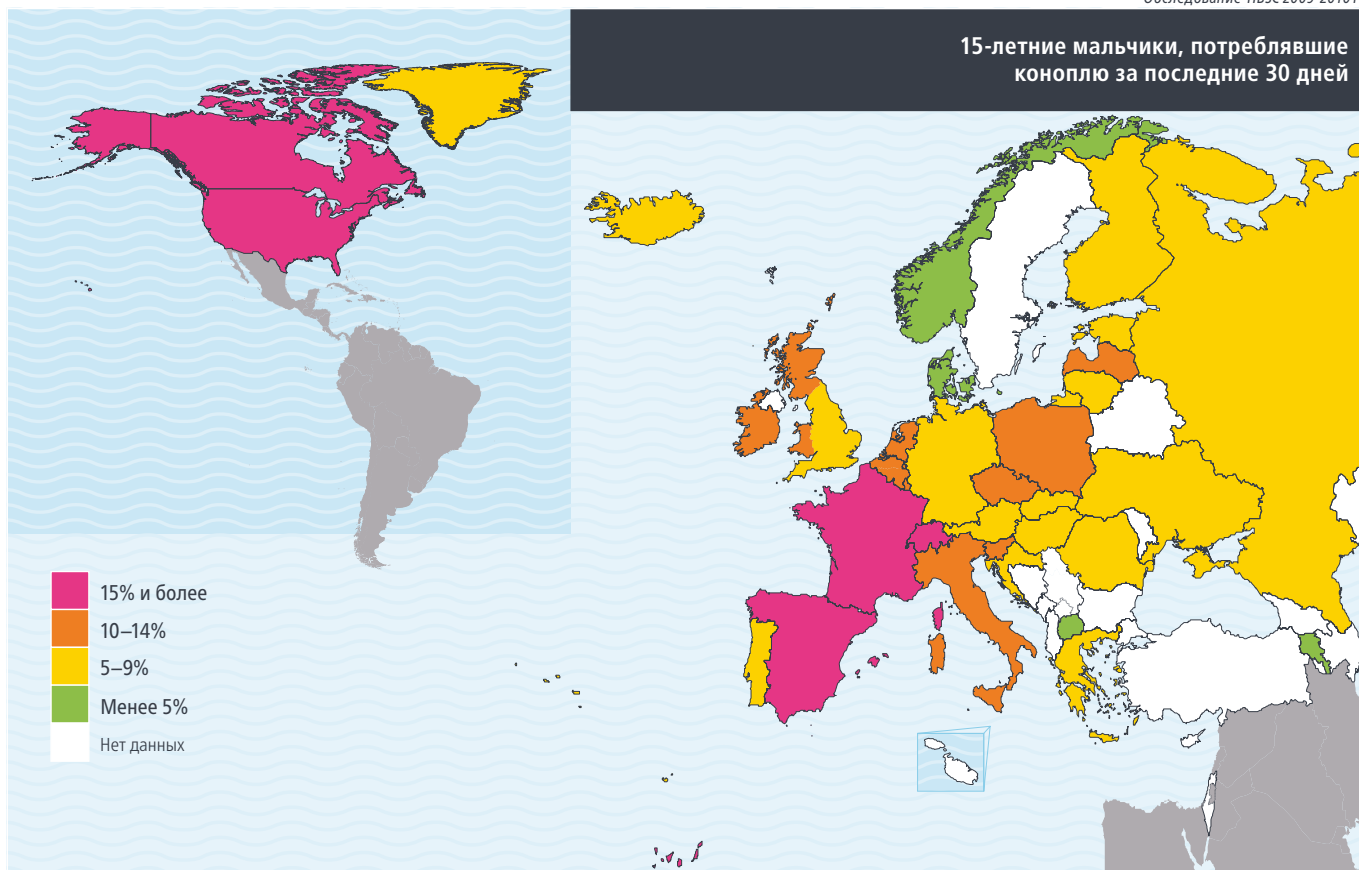 15-летние мальчики, потреблявшие
коноплю за последние 30 дней
15% и более
10–14%
5–9%
Менее 5%
Нет данных